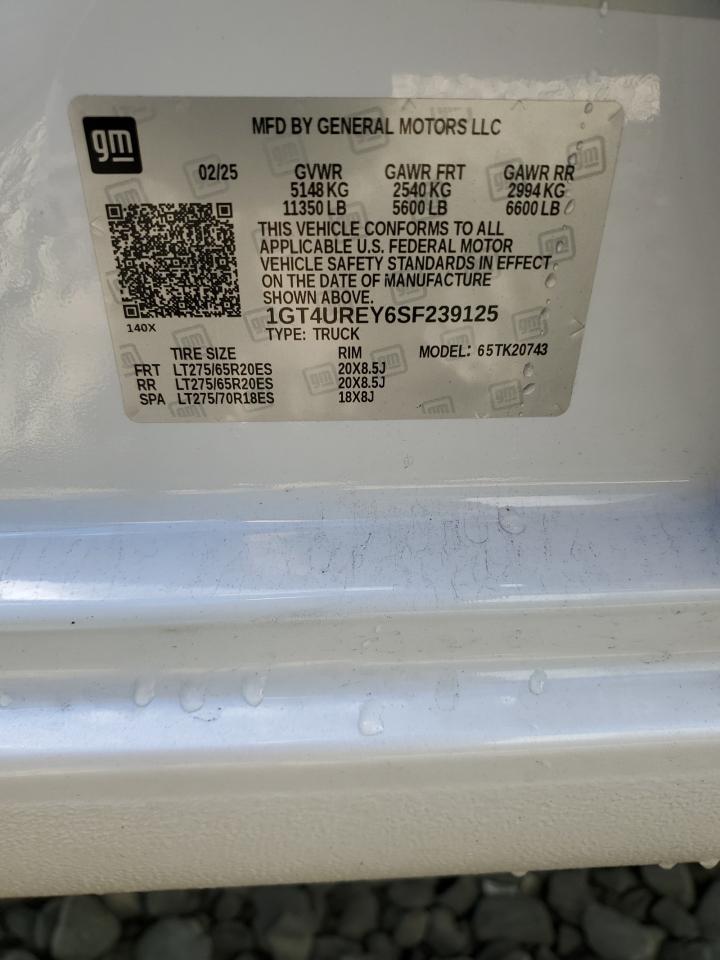 gm
MFD BY GENERAL MOTORS LLC
02/25 GVWR GAWR FRT GAWR RR
5148 KG 2540 KG 2994 KG
11350 LB 5600 LB 6600 LB
THIS VEHICLE CONFORMS TO ALL
APPLICABLE U.S. FEDERAL MOTOR
VEHICLE SAFETY STANDARDS IN EFFECT
ON THE DATE OF MANUFACTURE
SHOWN ABOVE.
1GT4UREY6SF239125
140X
TYPE: TRUCK
TIRE SIZE RIM MODEL: 65TK20743
FRT LT275/65R20ES 20X8.5J
RR LT275/65R20ES 20X8.5J
SPA LT275/70R18ES 18X8J